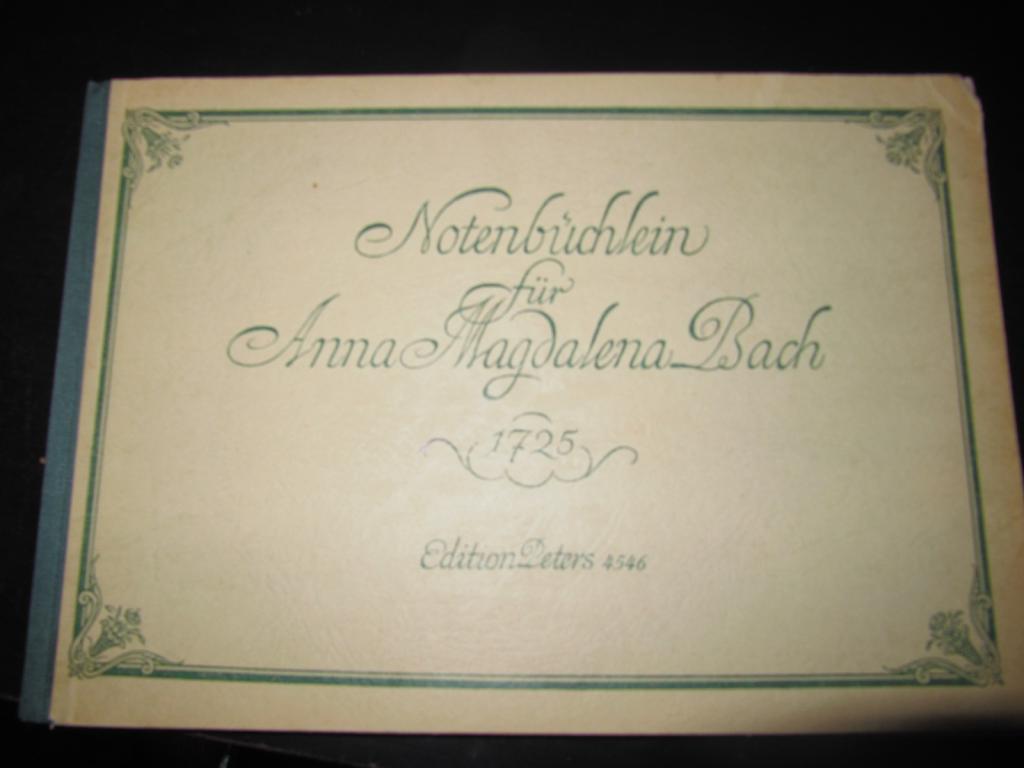 Notenbüchlein
für
Anna Magdalena Bach
1725
Edition Peters 4546